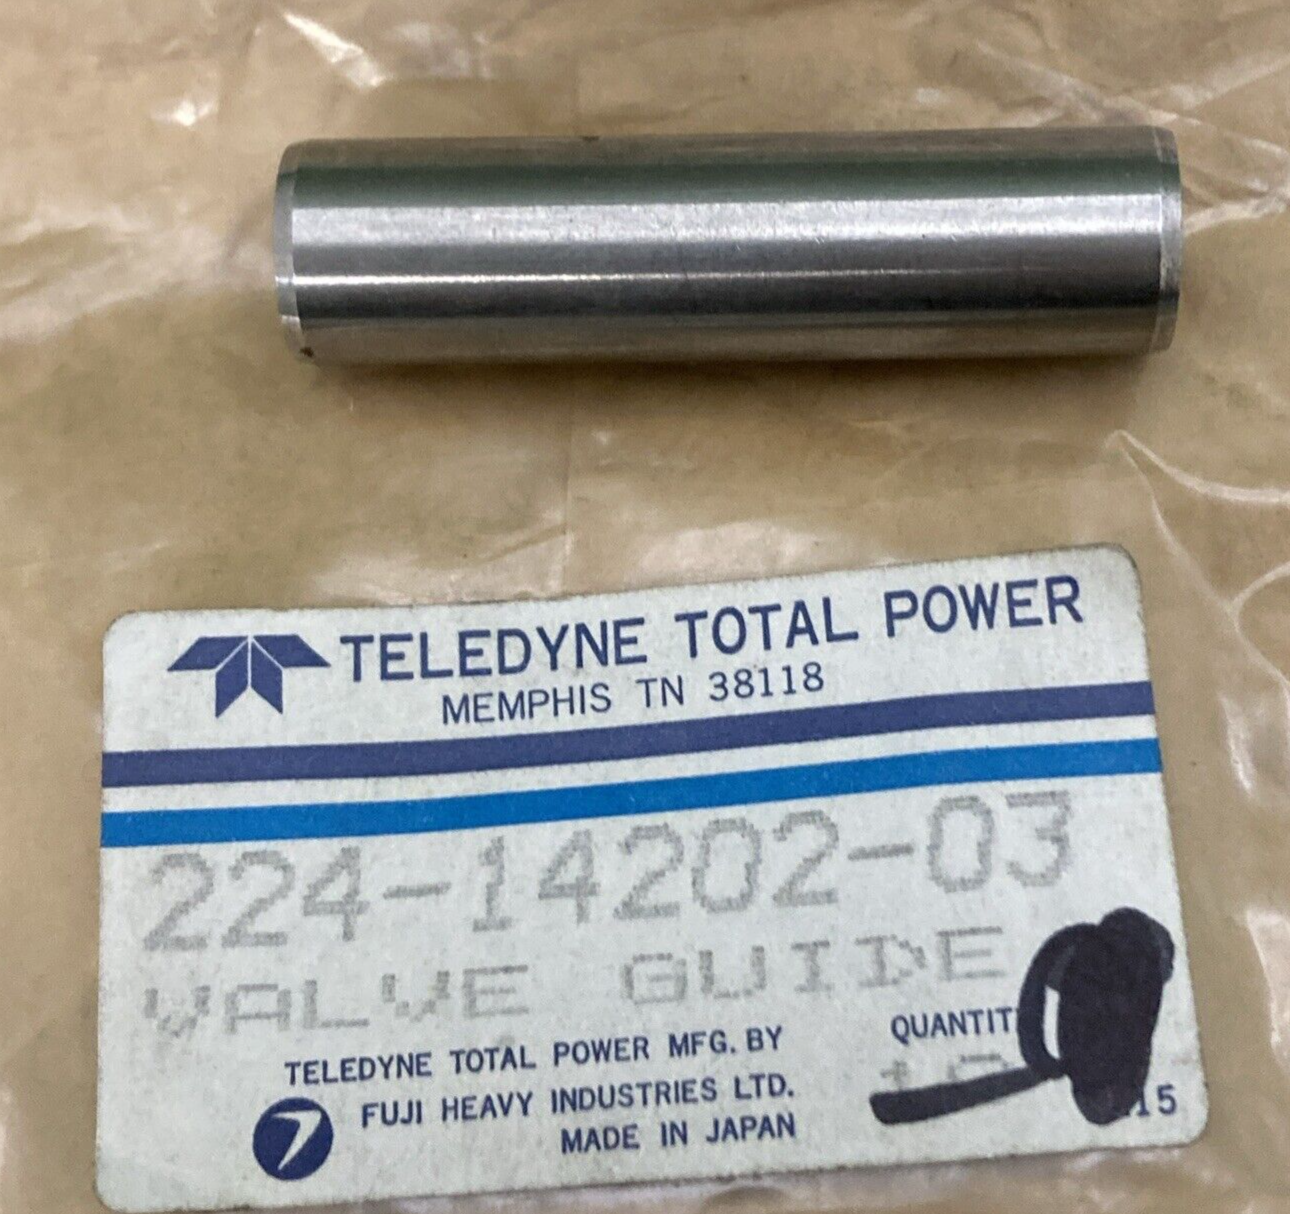 TELEDYNE TOTAL POWER
MEMPHIS TN 38118
224-14202-03
VALVE GUIDE
QUANTIT
TELEDYNE TOTAL POWER MFG. BY
FUJI HEAVY INDUSTRIES LTD.
MADE IN JAPAN
15